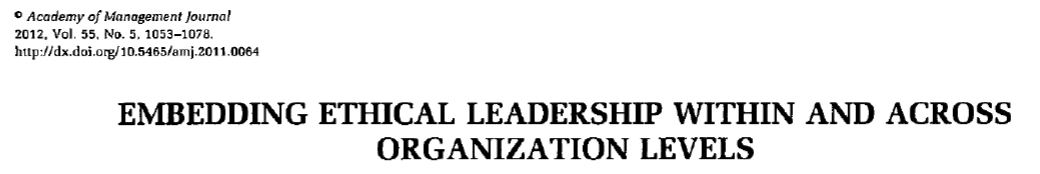 © Academy of Management Journal
2012, Vol. 55, No. 5, 1053–1078.
http://dx.doi.org/10.5465/amj.2011.0064
EMBEDDING ETHICAL LEADERSHIP WITHIN AND ACROSS
ORGANIZATION LEVELS